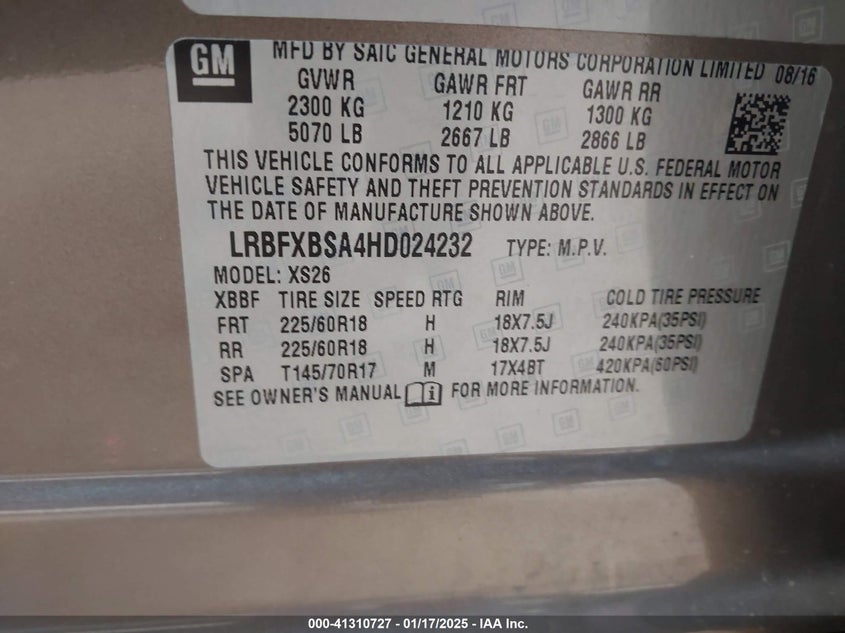 GM
MFD BY SAIC GENERAL MOTORS CORPORATION LIMITED 08/16
GVWR GAWR FRT GAWR RR
2300 KG 1210 KG 1300 KG
5070 LB 2667 LB 2866 LB
THIS VEHICLE CONFORMS TO ALL APPLICABLE U.S. FEDERAL MOTOR
VEHICLE SAFETY AND THEFT PREVENTION STANDARDS IN EFFECT ON
THE DATE OF MANUFACTURE SHOWN ABOVE.
LRBFXBSA4HD024232 TYPE: M.P.V.
MODEL: XS26
XBBF TIRE SIZE SPEED RTG RIM COLD TIRE PRESSURE
FRT 225/60R18 H 18X7.5J 240KPA(35PSI)
RR 225/60R18 H 18X7.5J 240KPA(35PSI)
SPA T145/70R17 M 17X4BT 420KPA(60PSI)
SEE OWNER'S MANUAL i FOR MORE INFORMATION.
000-41310727 - 01/17/2025 - IAA Inc.